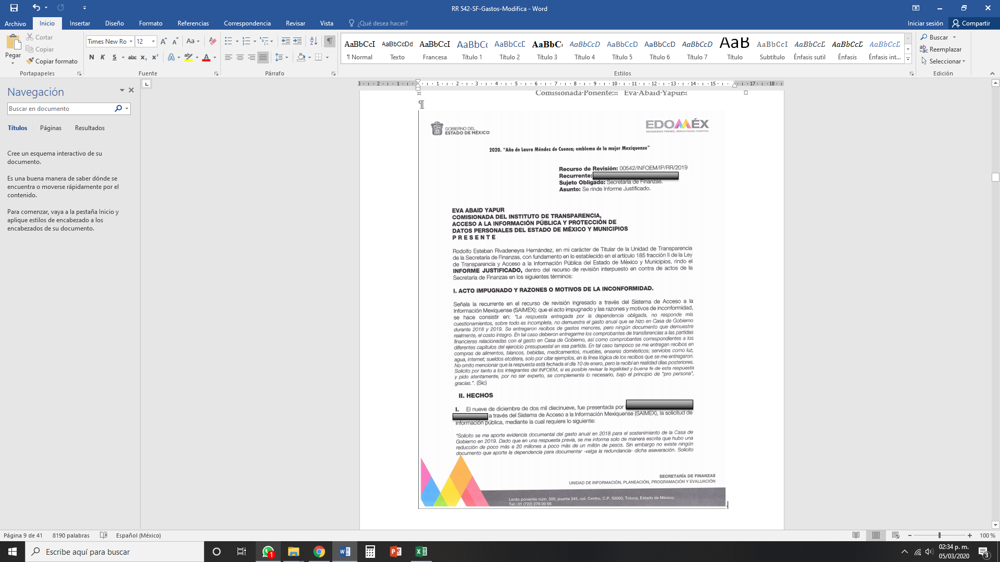 RR 542-SF-Gastos-Modifica - Word
Archivo Inicio Insertar Diseño Formato Referencias Correspondencia Revisar Vista ¿Qué desea hacer? Iniciar sesión Compartir
Pegar
Cortar
Copiar
Copiar formato
Portapapeles
Times New Ro 12
Fuente
Párrafo
AaBbCcI AaBbCcDd AaBbCcI AaBbCc AaBbCcD AaBbC AaBbCcD AaBbCcD AaBbCcD AaBbCcD AaB AaBbCcI AaBbCcD AaBbCcD AaBbCcD
¶ Normal Texto Francesa Título 1 Título 2 Título 3 Título 4 Título 5 Título 6 Título 7 Título Subtítulo Énfasis sutil Énfasis Énfasis int...
Estilos
Buscar
Reemplazar
Seleccionar
Edición
3 2 1 1 2 3 4 5 6 7 8 9 10 11 12 13 14 15 17 18
Navegación
Buscar en documento
Títulos Páginas Resultados
Cree un esquema interactivo de su
documento.
Es una buena manera de saber dónde se
encuentra o moverse rápidamente por el
contenido.
Para comenzar, vaya a la pestaña Inicio y
aplique estilos de encabezado a los
encabezados de su documento.
¤ Comisionada·Ponente:¤ Eva·Abaid·Yapur¤ ¤
¶
GOBIERNO DEL
ESTADO DE MÉXICO
EDOMÉX
DECISIONES FIRMES, RESULTADOS FUERTES.
2020. "Año de Laura Méndez de Cuenca; emblema de la mujer Mexiquense"
Recurso de Revisión: 00542/INFOEM/IP/RR/2019
Recurrente:
Sujeto Obligado: Secretaría de Finanzas.
Asunto: Se rinde Informe Justificado.
EVA ABAID YAPUR
COMISIONADA DEL INSTITUTO DE TRANSPARENCIA,
ACCESO A LA INFORMACIÓN PÚBLICA Y PROTECCIÓN DE
DATOS PERSONALES DEL ESTADO DE MÉXICO Y MUNICIPIOS
P R E S E N T E
Rodolfo Esteban Rivadeneyra Hernández, en mi carácter de Titular de la Unidad de Transparencia
de la Secretaría de Finanzas, con fundamento en lo establecido en el artículo 185 fracción II de la Ley
de Transparencia y Acceso a la Información Pública del Estado de México y Municipios, rindo el
INFORME JUSTIFICADO, dentro del recurso de revisión interpuesto en contra de actos de la
Secretaría de Finanzas en los siguientes términos:
I. ACTO IMPUGNADO Y RAZONES O MOTIVOS DE LA INCONFORMIDAD.
Señala la recurrente en el recurso de revisión ingresado a través del Sistema de Acceso a la
Información Mexiquense (SAIMEX); que el acto impugnado y las razones y motivos de inconformidad,
se hace consistir en: "La respuesta entregada por la dependencia obligada, no responde mis
cuestionamientos, sobre todo es incompleta, no demuestra el gasto anual que se hizo en Casa de Gobierno
durante 2018 y 2019. Se entregaron recibos de gastos menores, pero ningún documento que demuestre
realmente, el costo íntegro. En tal caso debieron entregarme los comprobantes de transferencias a las partidas
financieras relacionadas con el gasto en Casa de Gobierno, así como comprobantes correspondientes a los
diferentes capítulos del ejercicio presupuestal en esa partida. En tal caso tampoco se me entregan recibos en
compras de alimentos, blancos, bebidas, medicamentos, muebles, enseres domésticos; servicios como luz,
agua, internet; sueldos etcétera, solo por citar ejemplos, en la línea lógica de los recibos que se me entregaron.
No omito mencionar que la respuesta está fechada el día 10 de enero, pero la recibí en realidad días posteriores.
Solicito por tanto a los integrantes del INFOEM, si es posible revisar la legalidad y buena fe de esta respuesta
y pido atentamente, por no ser experto, se complemente lo necesario, bajo el principio de "pro persona",
gracias.". (Sic)
II. HECHOS
I. El nueve de diciembre de dos mil diecinueve, fue presentada por
a través del Sistema de Acceso a la Información Mexiquense (SAIMEX), la solicitud de
información pública, mediante la cual requiere lo siguiente:
"Solicito se me aporte evidencia documental del gasto anual en 2018 para el sostenimiento de la Casa de
Gobierno en 2019. Dado que en una respuesta previa, se me informa solo de manera escrita que hubo una
reducción de poco más e 20 millones a poco más de un millón de pesos. Sin embargo no existe ningún
documento que aporte la dependencia para documentar -valga la redundancia- dicha aseveración. Solicito
SECRETARÍA DE FINANZAS
UNIDAD DE INFORMACIÓN, PLANEACIÓN, PROGRAMACIÓN Y EVALUACIÓN
Lerdo poniente núm. 300, puerta 345, col. Centro, C.P. 50000, Toluca, Estado de México.
Tel.: 01 (722) 276 00 66
Página 9 de 41 8190 palabras Español (México) 100 %
Escribe aquí para buscar
1
02:34 p. m.
05/03/2020
3